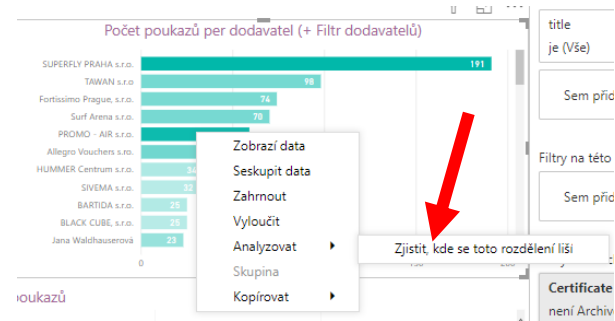 Počet poukazů per dodavatel (+ Filtr dodavatelů)
SUPERFLY PRAHA s.r.o. 191
TAWAN s.r.o 98
Fortissimo Prague, s.r.o. 74
Surf Arena s.r.o. 70
PROMO - AIR s.r.o.
Allegro Vouchers s.ro.
HUMMER Centrum s.r.o.
SIVEMA s.r.o. 32
BARTIDA s.r.o. 25
BLACK CUBE, s.r.o. 25
Jana Waldhauserová 23
0
200
Zobrazí data
Seskupit data
Zahrnout
Vyloučit
Analyzovat
Skupina
Kopírovat
Zjistit, kde se toto rozdělení liší
poukazů
title
je (Vše)
Sem přid
Filtry na této
Sem přid
Certificate
není Archiv